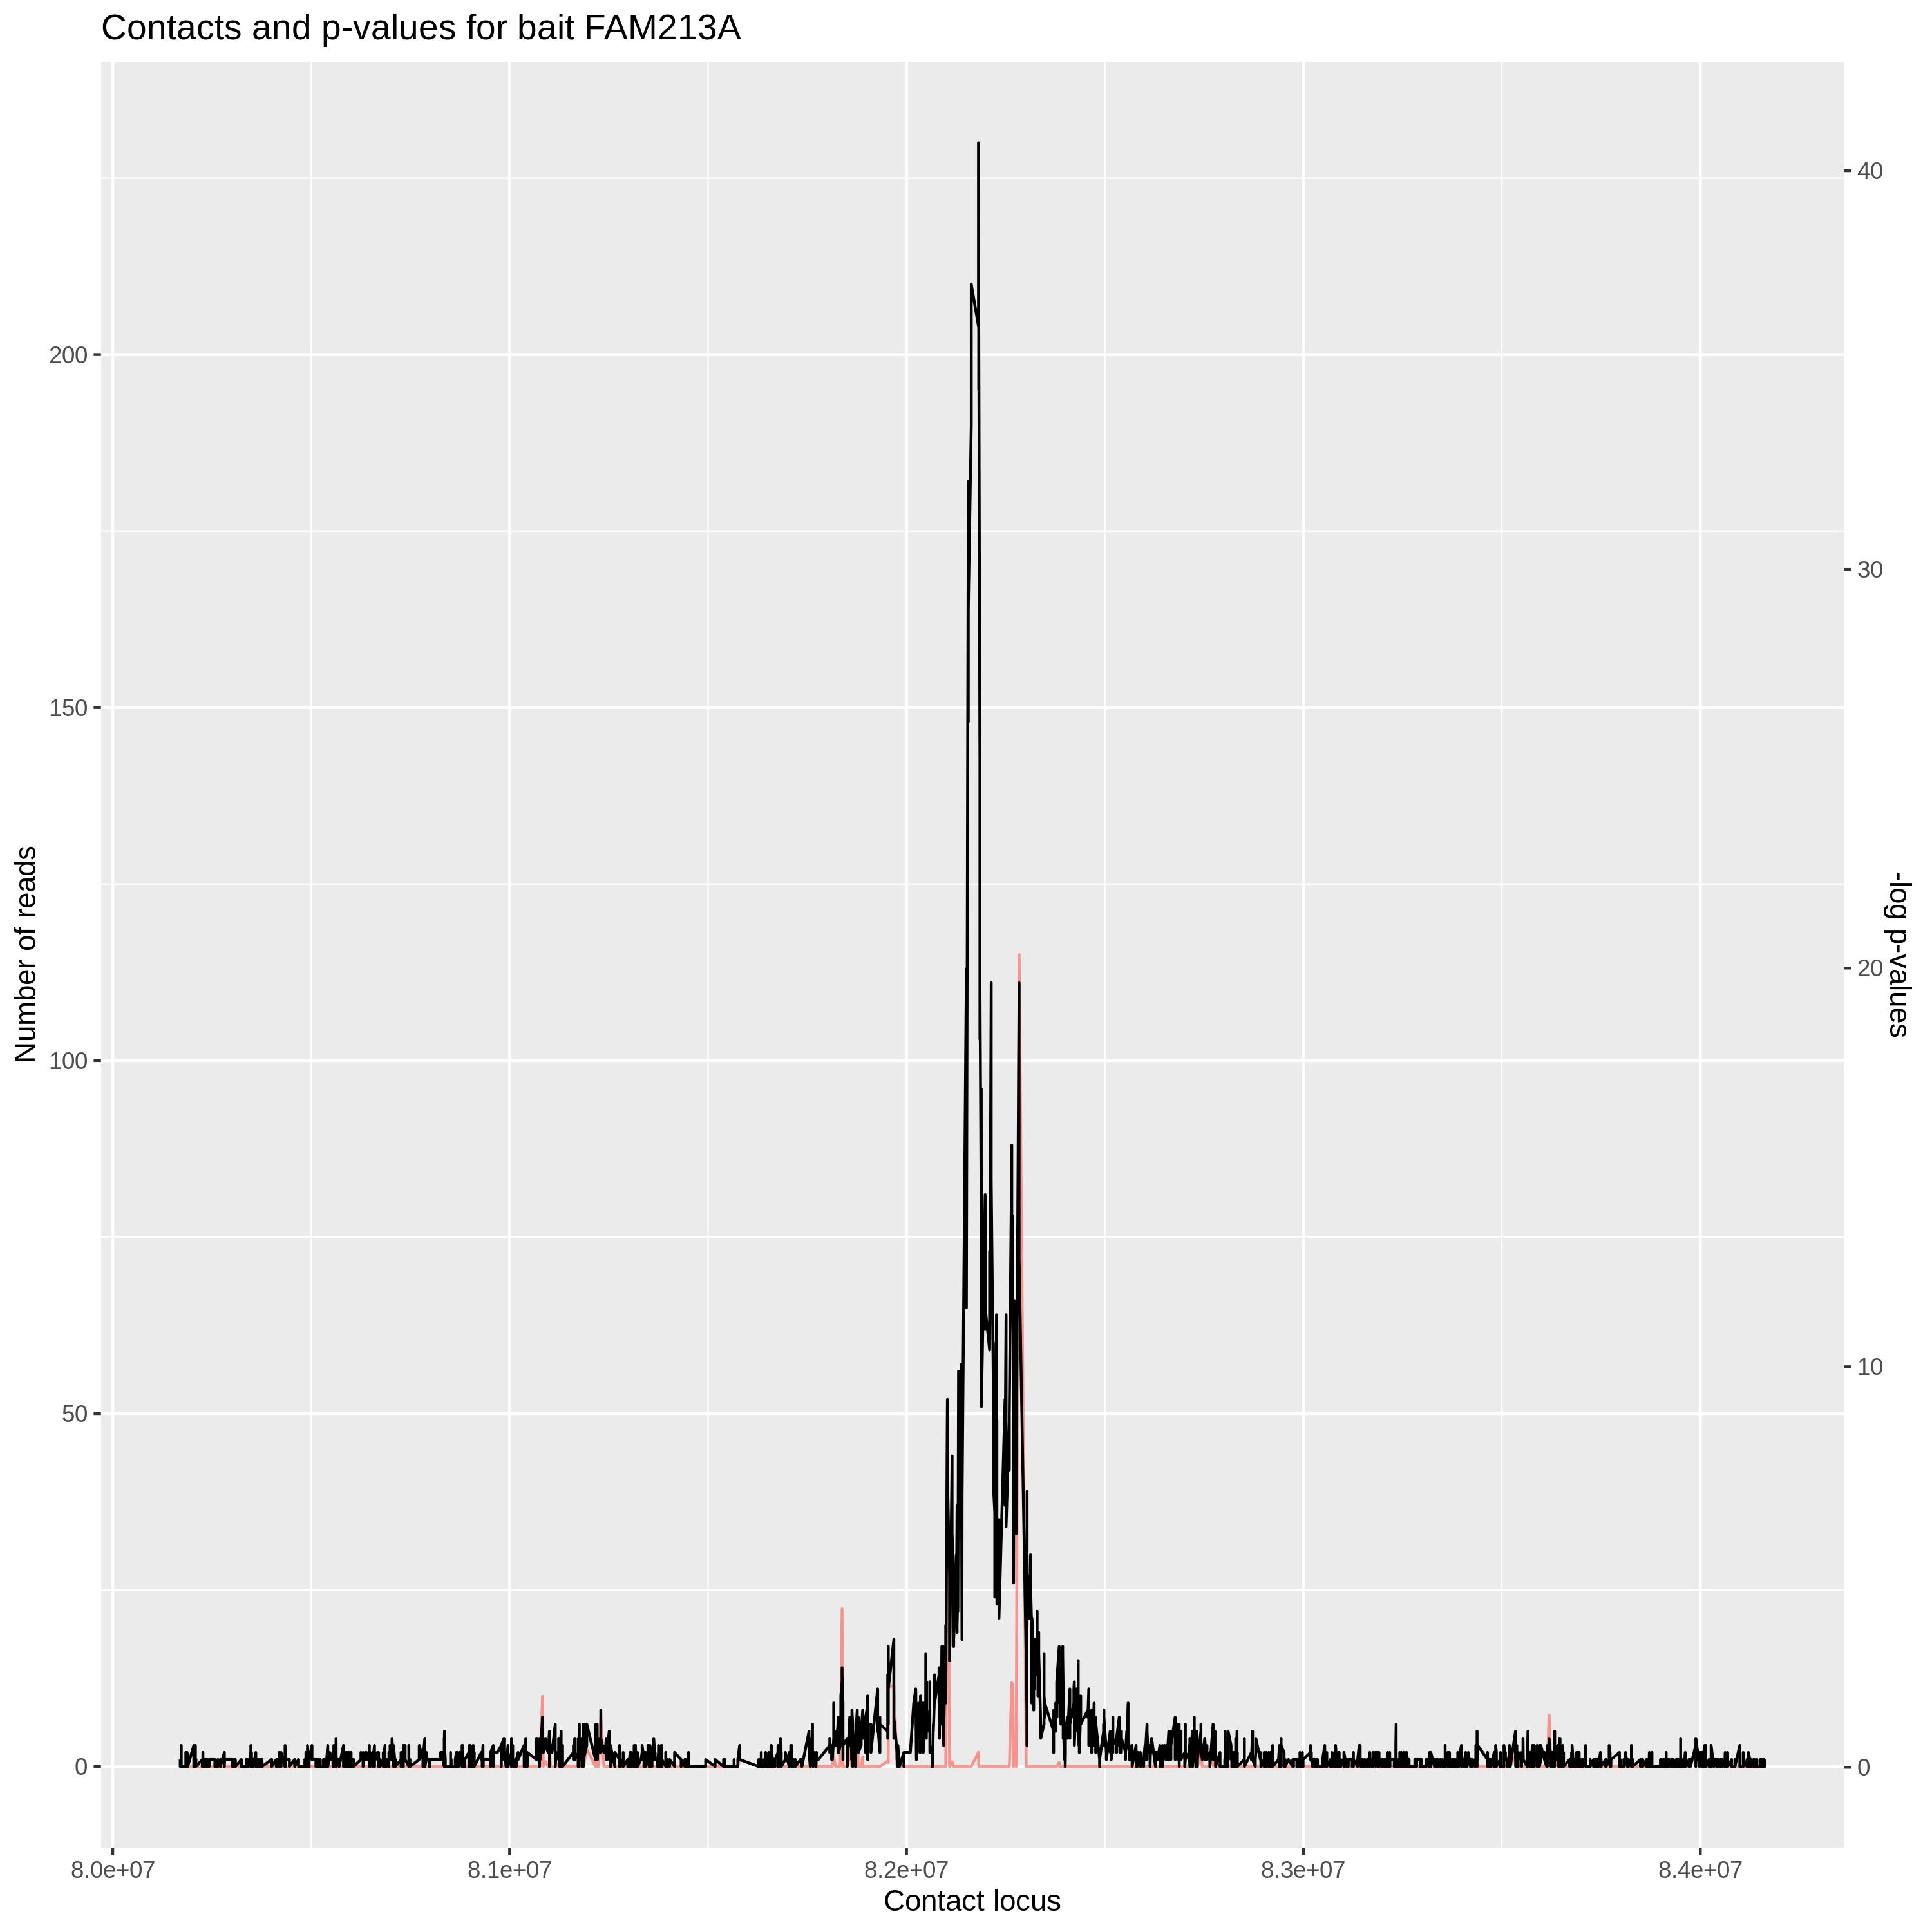 Contacts and p-values for bait FAM213A
Number of reads
200
150
100
50
0
40
30
20
10
0
-log p-values
8.0e+07 8.1e+07 8.2e+07 8.3e+07 8.4e+07
Contact locus